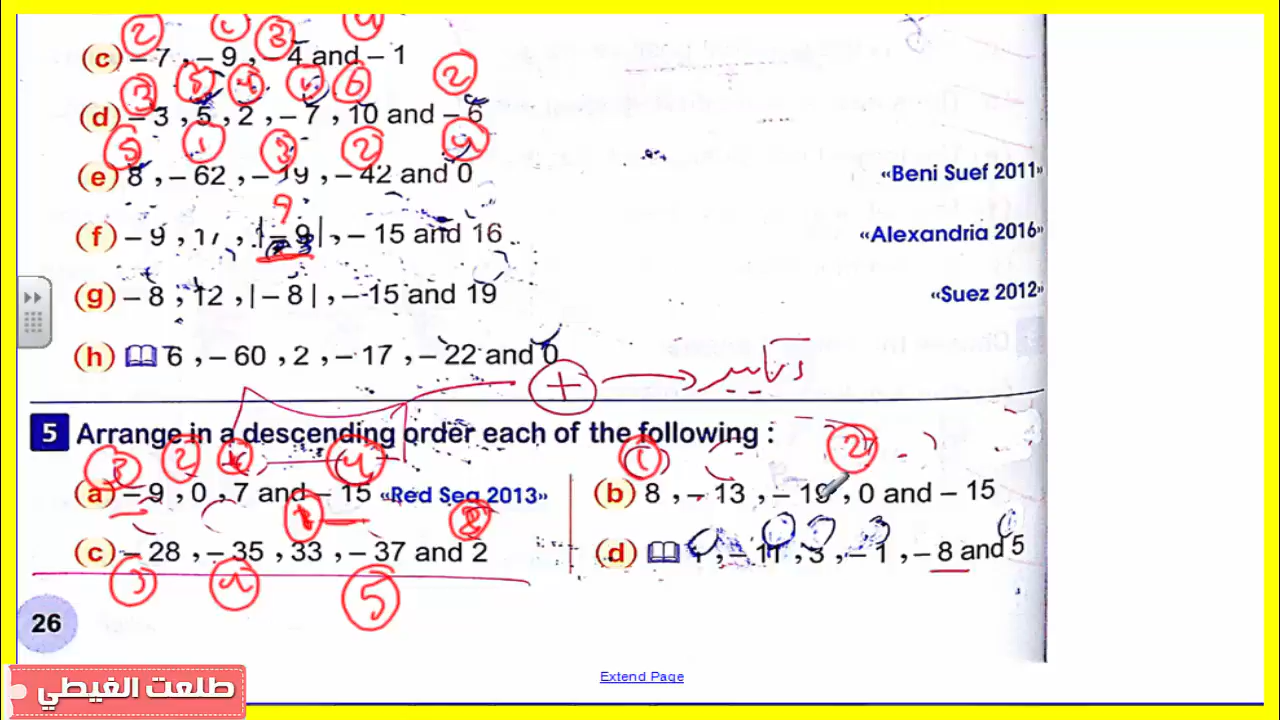 (c) – 7 , – 9 , – 4 and – 1
(d) – 3 , 5 , 2 , – 7 , 10 and – 6
(e) 8 , – 62 , – 19 , – 42 and 0 «Beni Suef 2011»
9
(f) – 9 , 17 , |– 9| , – 15 and 16 «Alexandria 2016»
(g) – 8 , 12 , |– 8| , – 15 and 19 «Suez 2012»
(h) 6 , – 60 , 2 , – 17 , – 22 and 0
5 Arrange in a descending order each of the following :
(a) – 9 , 0 , 7 and – 15 «Red Sea 2013» (b) 8 , – 13 , – 19 , 0 and – 15
(c) – 28 , – 35 , 33 , – 37 and 2 (d) 1 , – 11 , 3 , – 1 , – 8 and 5
26
طلعت الغيطي
Extend Page